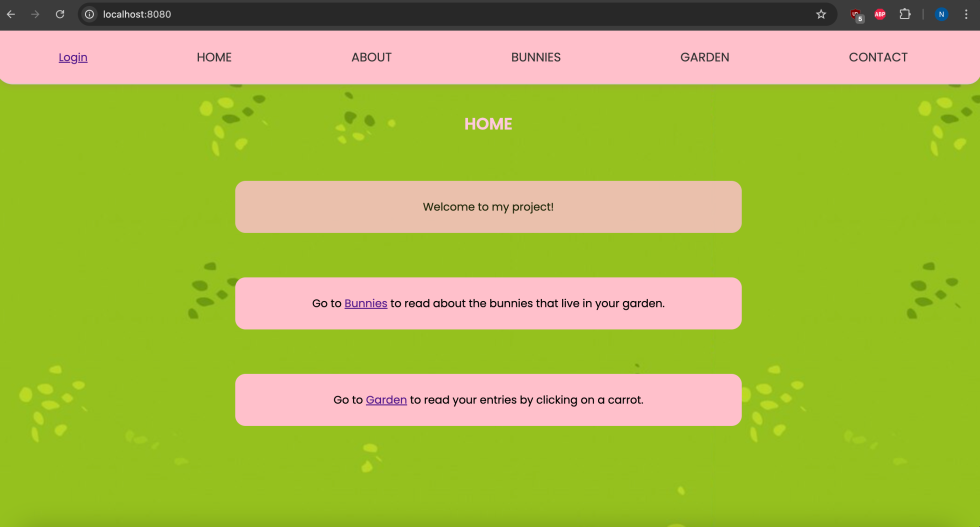 localhost:8080
5
ABP
N
Login
HOME
ABOUT
BUNNIES
GARDEN
CONTACT
HOME
Welcome to my project!
Go to Bunnies to read about the bunnies that live in your garden.
Go to Garden to read your entries by clicking on a carrot.